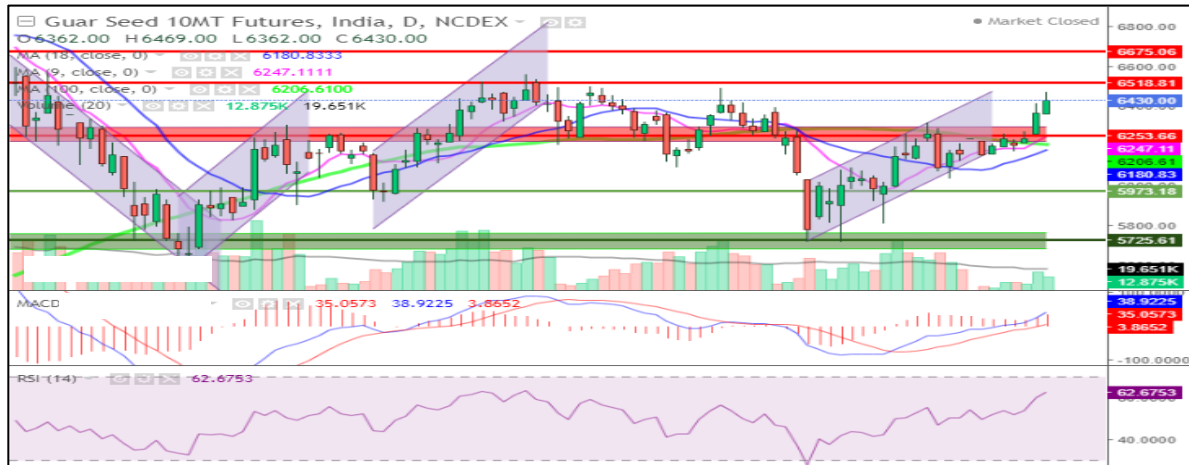 Guar Seed 10MT Futures, India, D, NCDEX
Market Closed
O6362.00 H6469.00 L6362.00 C6430.00
MA (18, close, 0) 6180.8333
MA (9, close, 0) 6247.1111
MA (100, close, 0) 6206.6100
Volume (20) 12.875K 19.651K
6800.00
6675.06
6600.00
6518.81
6430.00
6400.00
6253.66
6247.11
6206.61
6180.83
5973.18
5800.00
5725.61
19.651K
12.875K
MACD 35.0573 38.9225 3.8652
38.9225
35.0573
3.8652
-100.0000
RSI (14) 62.6753
62.6753
40.0000